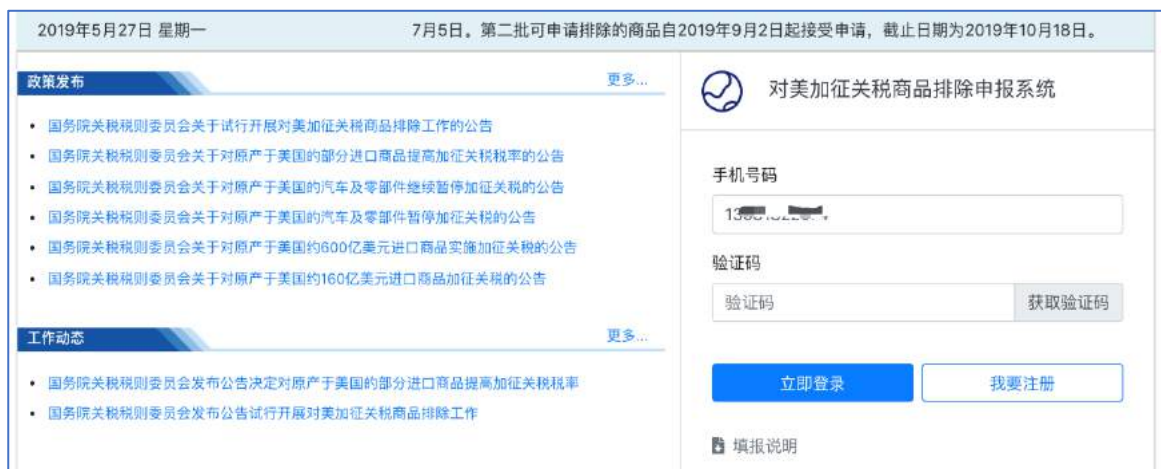 2019年5月27日 星期一
7月5日。第二批可申请排除的商品自2019年9月2日起接受申请，截止日期为2019年10月18日。
政策发布
更多...
国务院关税税则委员会关于试行开展对美加征关税商品排除工作的公告
国务院关税税则委员会关于对原产于美国的部分进口商品提高加征关税税率的公告
国务院关税税则委员会关于对原产于美国的汽车及零部件继续暂停加征关税的公告
国务院关税税则委员会关于对原产于美国的汽车及零部件暂停加征关税的公告
国务院关税税则委员会关于对原产于美国约600亿美元进口商品实施加征关税的公告
国务院关税税则委员会关于对原产于美国约160亿美元进口商品加征关税的公告
工作动态
更多...
国务院关税税则委员会发布公告决定对原产于美国的部分进口商品提高加征关税税率
国务院关税税则委员会发布公告试行开展对美加征关税商品排除工作
对美加征关税商品排除申报系统
手机号码
验证码
验证码
获取验证码
立即登录
我要注册
填报说明